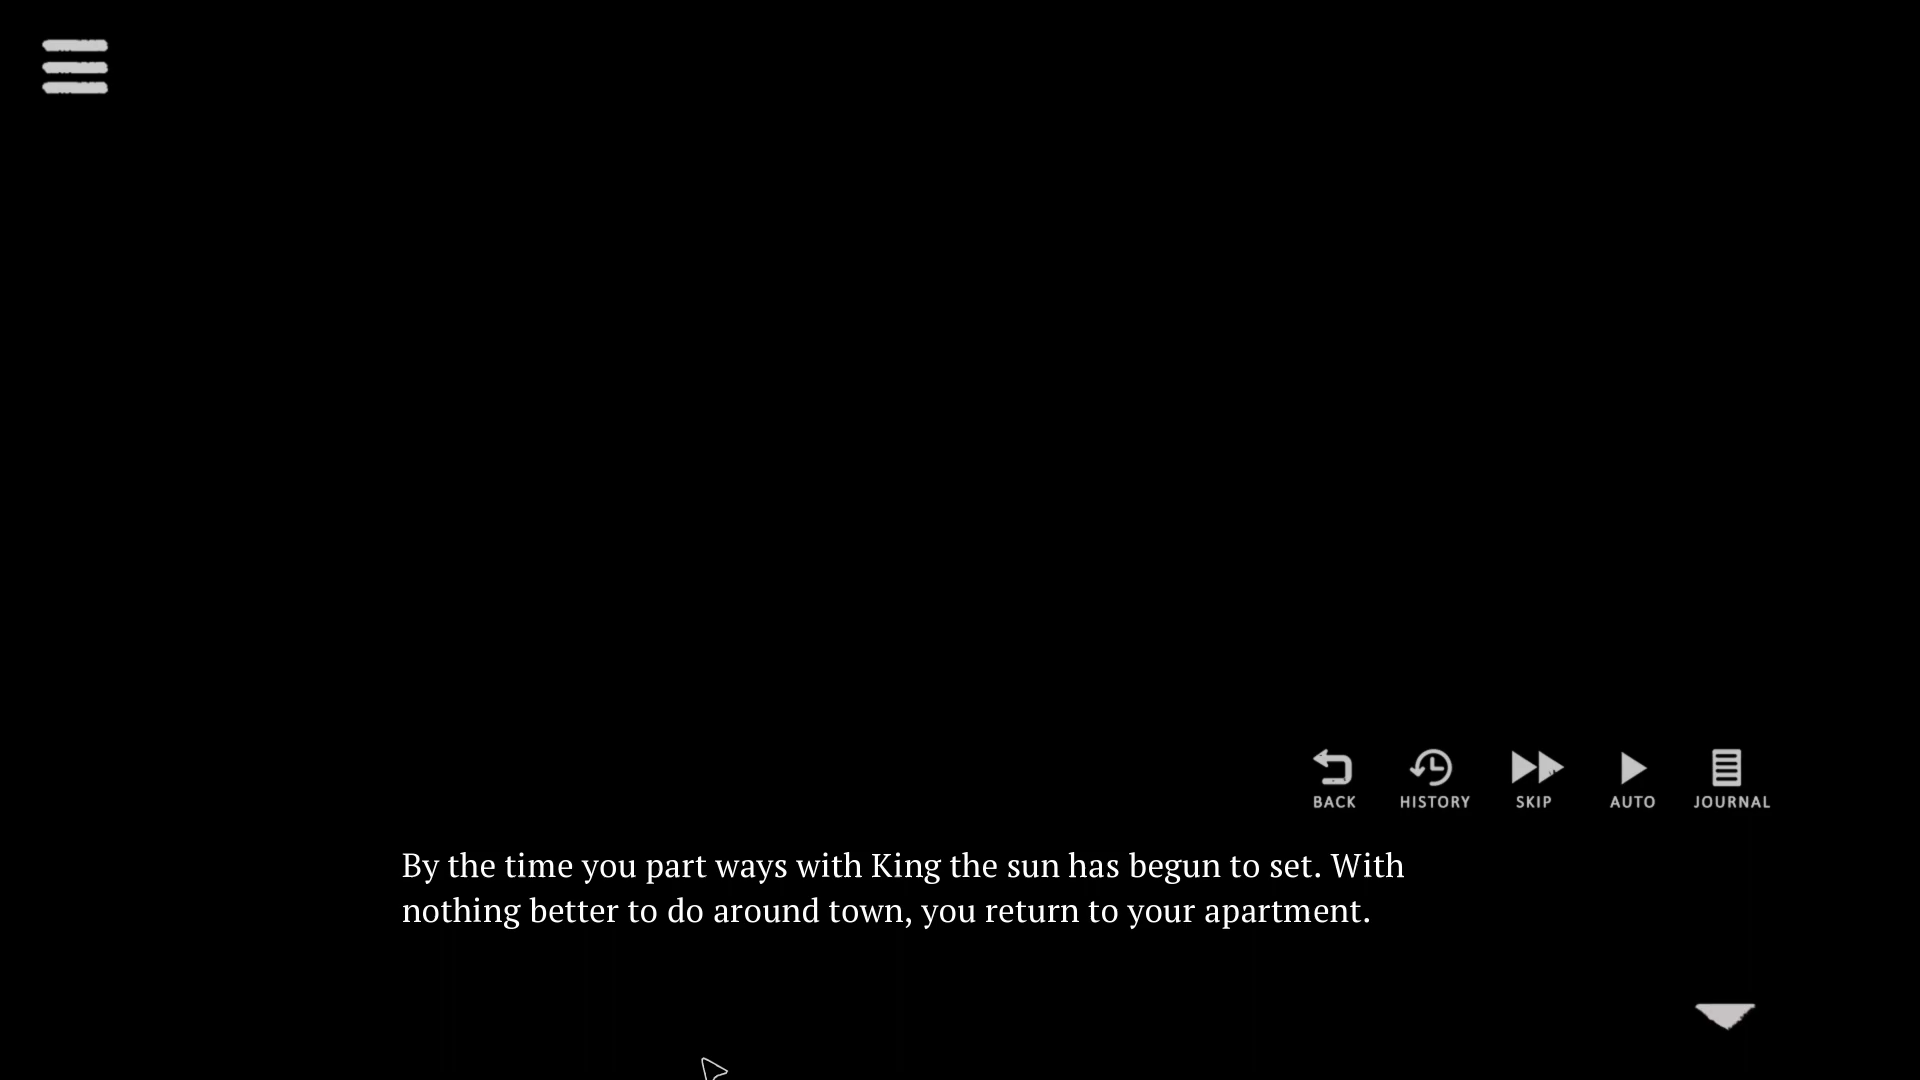 BACK HISTORY SKIP AUTO JOURNAL
By the time you part ways with King the sun has begun to set. With
nothing better to do around town, you return to your apartment.